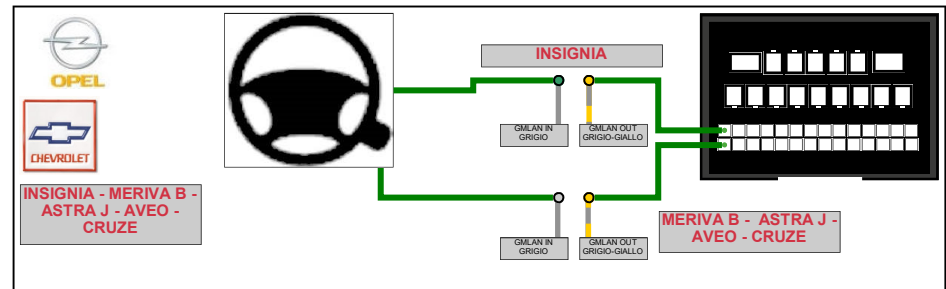 OPEL
CHEVROLET
INSIGNIA - MERIVA B -
ASTRA J - AVEO -
CRUZE
INSIGNIA
GMLAN IN
GRIGIO
GMLAN OUT
GRIGIO-GIALLO
GMLAN IN
GRIGIO
GMLAN OUT
GRIGIO-GIALLO
MERIVA B - ASTRA J -
AVEO - CRUZE